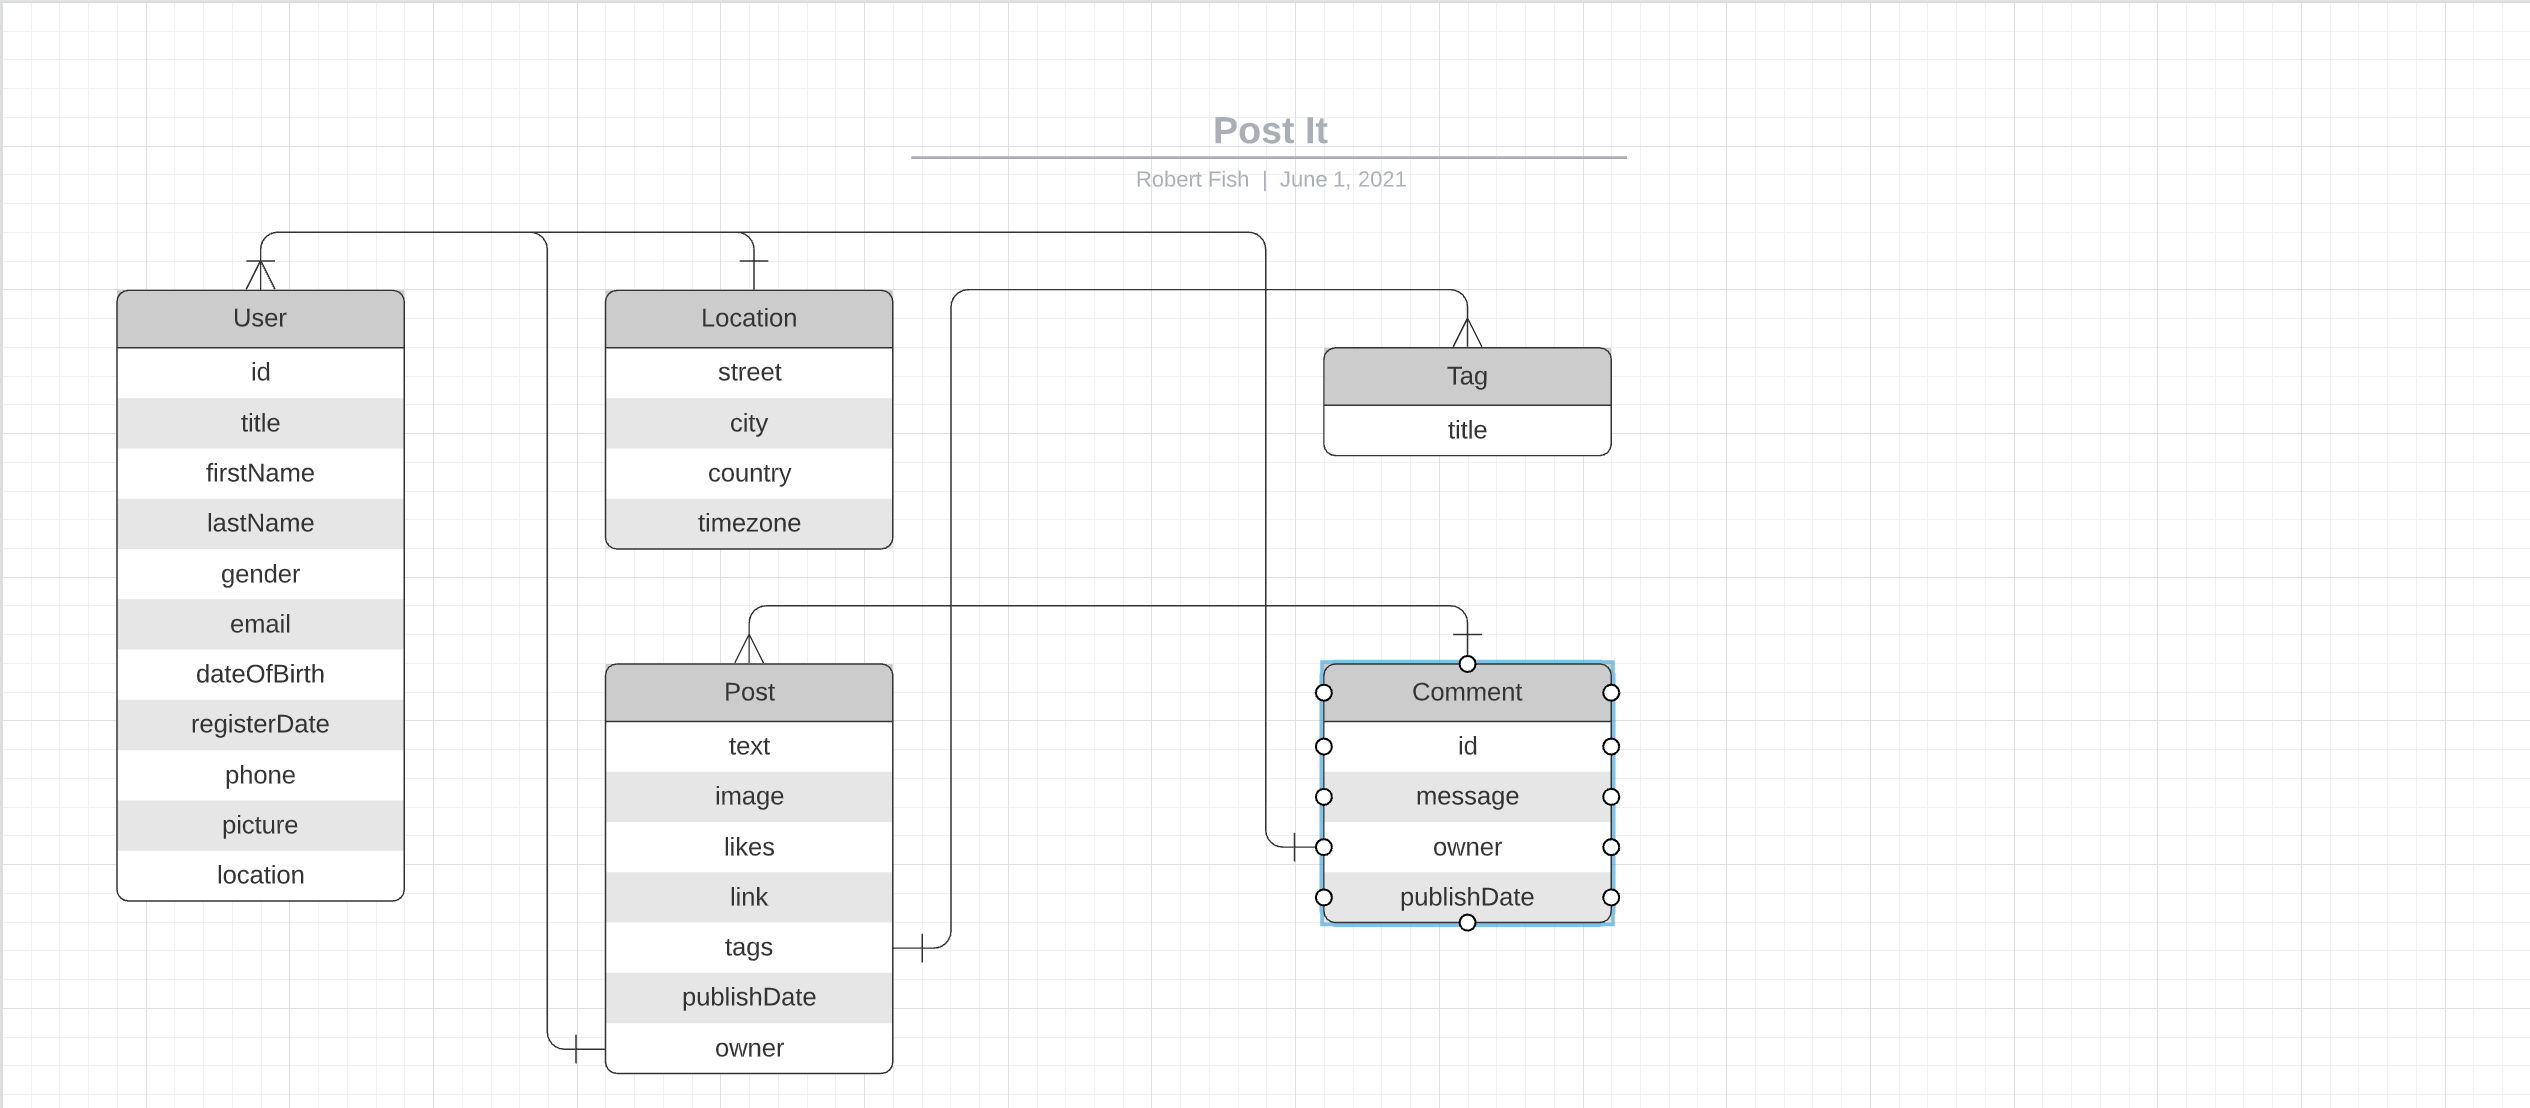 Post It
Robert Fish | June 1, 2021
User
id
title
firstName
lastName
gender
email
dateOfBirth
registerDate
phone
picture
location
Location
street
city
country
timezone
Tag
title
Post
text
image
likes
link
tags
publishDate
owner
Comment
id
message
owner
publishDate